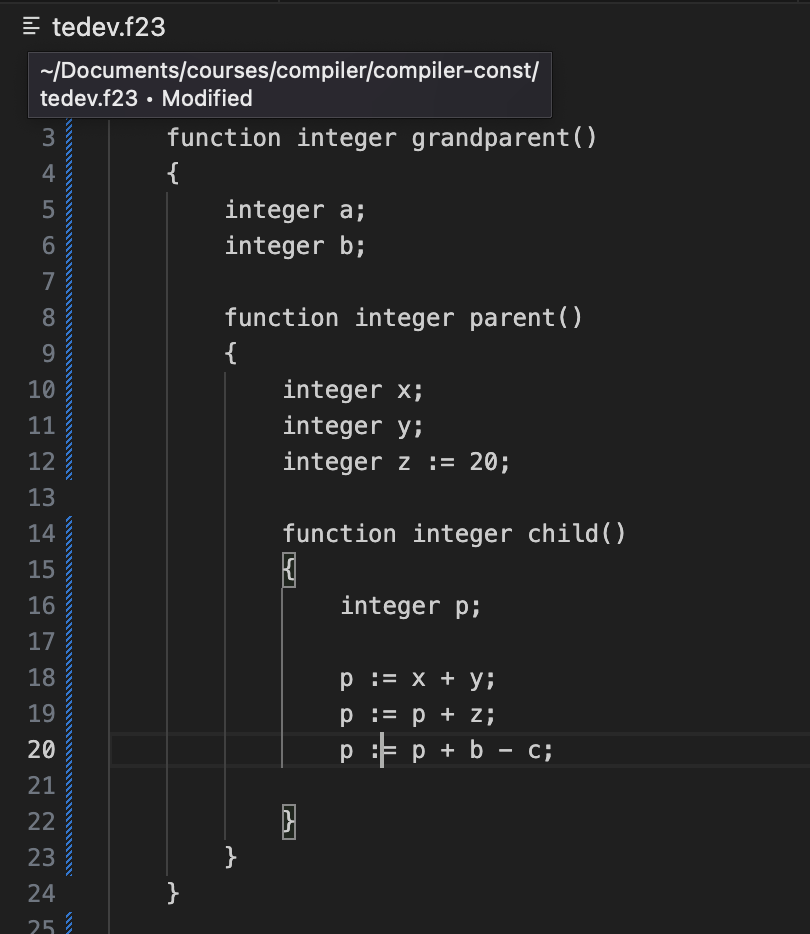 tedev.f23
~/Documents/courses/compiler/compiler-const/
tedev.f23 • Modified
3 function integer grandparent()
4 {
5 integer a;
6 integer b;
7
8 function integer parent()
9 {
10 integer x;
11 integer y;
12 integer z := 20;
13
14 function integer child()
15 {
16 integer p;
17
18 p := x + y;
19 p := p + z;
20 p := p + b - c;
21
22 }
23 }
24 }
25